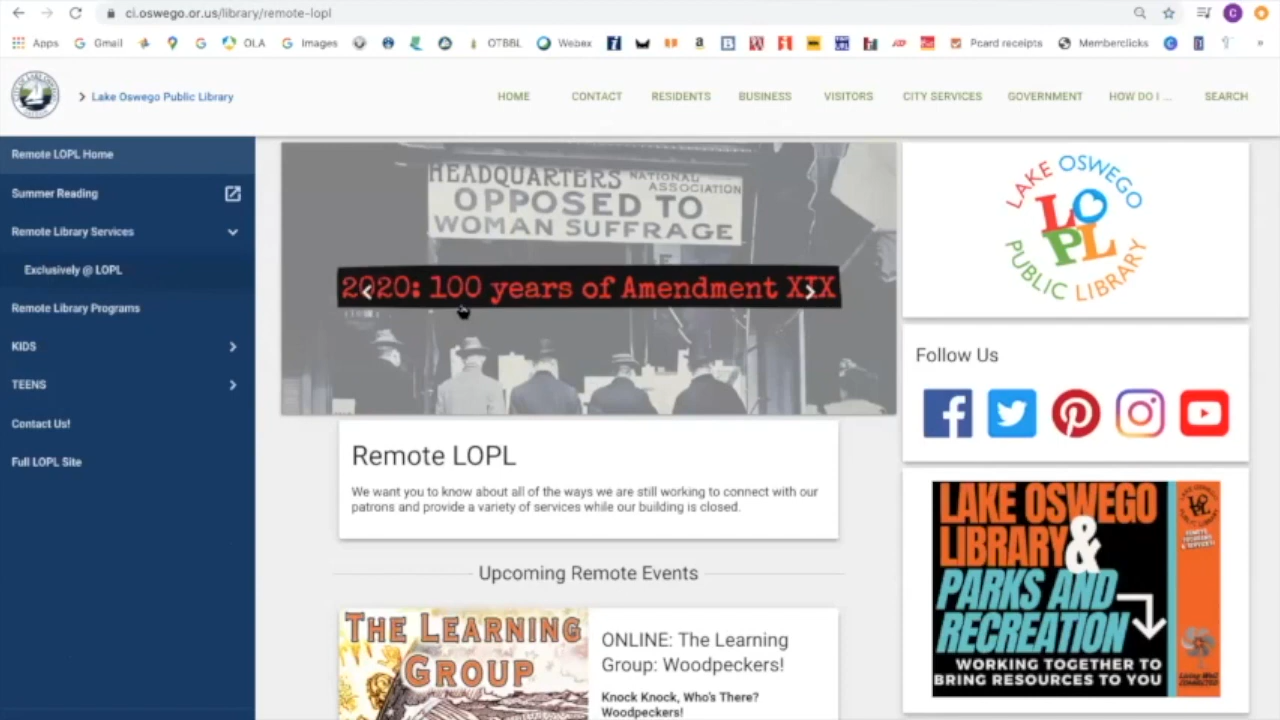 ci.oswego.or.us/library/remote-lopl
C
Apps
Gmail
OLA
Images
OTBBL
Webex
Pcard receipts
Memberclicks
»
Lake Oswego Public Library
HOME
CONTACT
RESIDENTS
BUSINESS
VISITORS
CITY SERVICES
GOVERNMENT
HOW DO I ...
SEARCH
Remote LOPL Home
Summer Reading
Remote Library Services
Exclusively @ LOPL
Remote Library Programs
KIDS
TEENS
Contact Us!
Full LOPL Site
HEADQUARTERS
NATIONAL
ASSOCIATION
OPPOSED TO
WOMAN SUFFRAGE
2020: 100 years of Amendment XIX
Remote LOPL
We want you to know about all of the ways we are still working to connect with our
patrons and provide a variety of services while our building is closed.
Upcoming Remote Events
THE LEARNING
GROUP
ONLINE: The Learning
Group: Woodpeckers!
Knock Knock, Who's There?
Woodpeckers!
LAKE OSWEGO
LOPL
PUBLIC LIBRARY
Follow Us
LAKE OSWEGO
LIBRARY &
PARKS AND
RECREATION
WORKING TOGETHER TO
BRING RESOURCES TO YOU